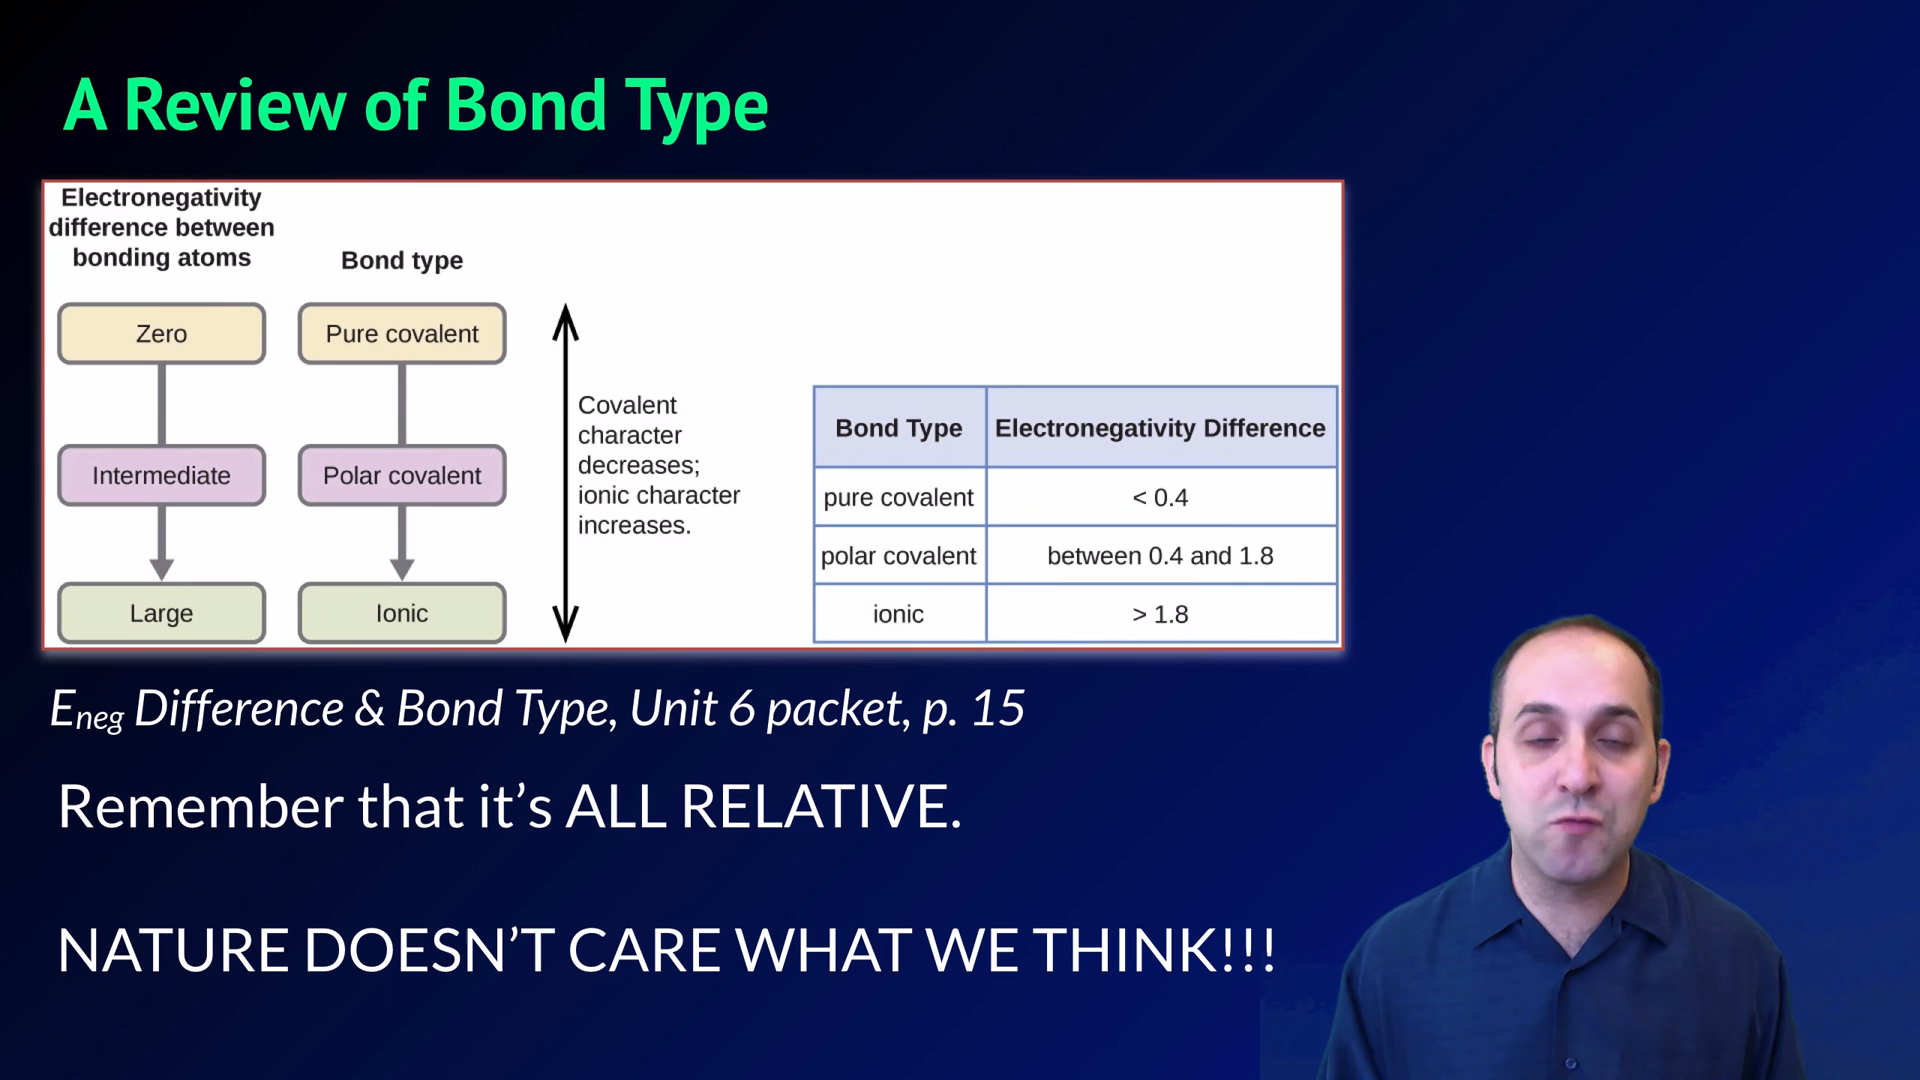 A Review of Bond Type
Electronegativity
difference between
bonding atoms
Bond type
Zero
Pure covalent
Intermediate
Polar covalent
Large
Ionic
Covalent
character
decreases;
ionic character
increases.
Bond Type Electronegativity Difference
pure covalent < 0.4
polar covalent between 0.4 and 1.8
ionic > 1.8
Eneg Difference & Bond Type, Unit 6 packet, p. 15
Remember that it’s ALL RELATIVE.
NATURE DOESN’T CARE WHAT WE THINK!!!